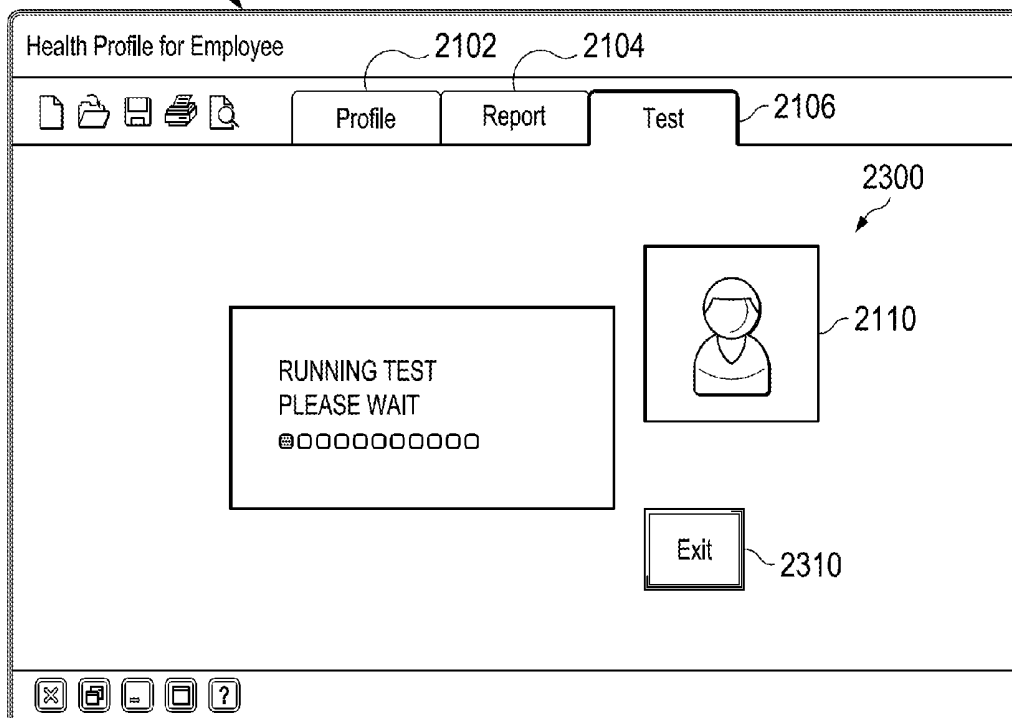 Health Profile for Employee
2102
2104
Profile
Report
Test
2106
2300
2110
RUNNING TEST
PLEASE WAIT
Exit
2310
?